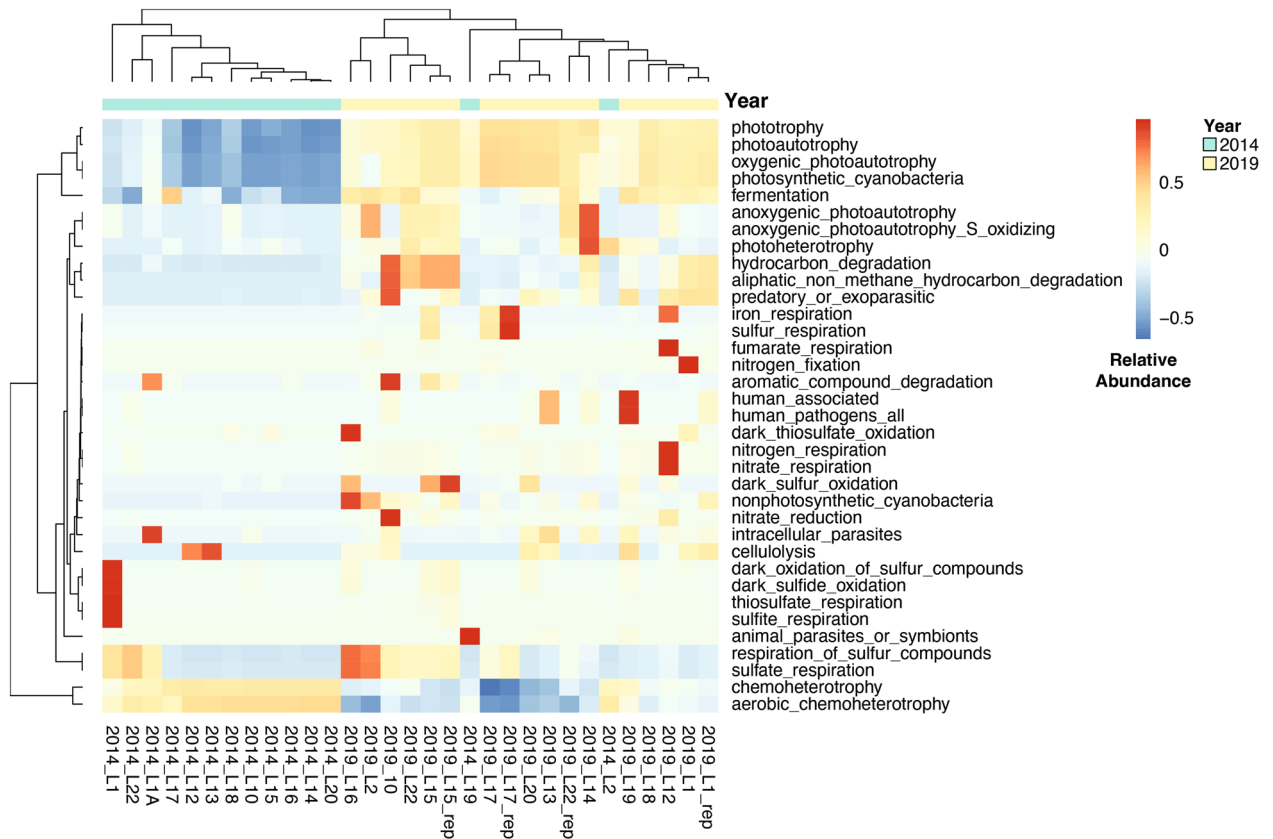 Year
phototrophy
photoautotrophy
oxygenic_photoautotrophy
photosynthetic_cyanobacteria
fermentation
anoxygenic_photoautotrophy
anoxygenic_photoautotrophy_S_oxidizing
photoheterotrophy
hydrocarbon_degradation
aliphatic_non_methane_hydrocarbon_degradation
predatory_or_exoparasitic
iron_respiration
sulfur_respiration
fumarate_respiration
nitrogen_fixation
aromatic_compound_degradation
human_associated
human_pathogens_all
dark_thiosulfate_oxidation
nitrogen_respiration
nitrate_respiration
dark_sulfur_oxidation
nonphotosynthetic_cyanobacteria
nitrate_reduction
intracellular_parasites
cellulolysis
dark_oxidation_of_sulfur_compounds
dark_sulfide_oxidation
thiosulfate_respiration
sulfite_respiration
animal_parasites_or_symbionts
respiration_of_sulfur_compounds
sulfate_respiration
chemoheterotrophy
aerobic_chemoheterotrophy
2014_L1
2014_L22
2014_L1A
2014_L17
2014_L12
2014_L13
2014_L18
2014_L10
2014_L15
2014_L16
2014_L14
2014_L20
2019_L16
2019_L2
2019_10
2019_L22
2019_L15
2019_L15_rep
2014_L19
2019_L17
2019_L17_rep
2019_L20
2019_L13
2019_L22_rep
2019_L14
2014_L2
2019_L19
2019_L18
2019_L12
2019_L1
2019_L1_rep
0.5
0
−0.5
Relative
Abundance
Year
2014
2019